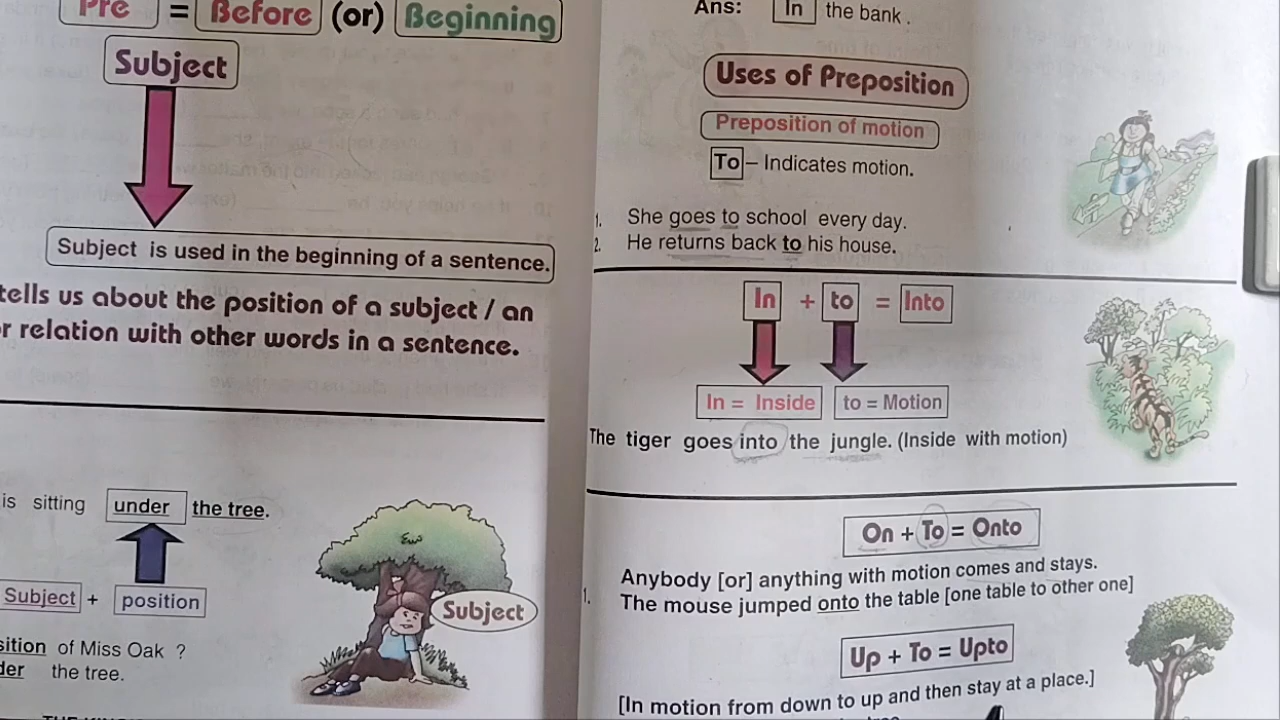 Pre = Before (or) Beginning
Subject
Subject is used in the beginning of a sentence.
tells us about the position of a subject / an
relation with other words in a sentence.
is sitting under the tree.
Subject + position
Subject
of Miss Oak ?
the tree.
Ans: In the bank.
Uses of Preposition
Preposition of motion
To – Indicates motion.
1. She goes to school every day.
2. He returns back to his house.
In + to = Into
In = Inside to = Motion
The tiger goes into the jungle. (Inside with motion)
On + To = Onto
Anybody [or] anything with motion comes and stays.
1. The mouse jumped onto the table [one table to other one]
Up + To = Upto
[In motion from down to up and then stay at a place.]